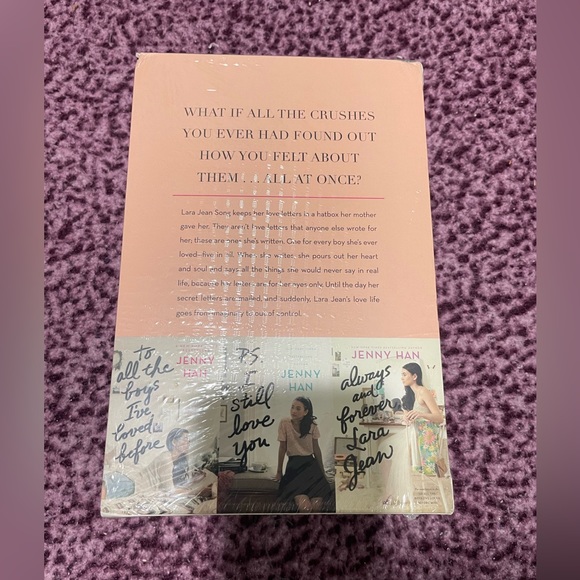 WHAT IF ALL THE CRUSHES
YOU EVER HAD FOUND OUT
HOW YOU FELT ABOUT
THEM . . . ALL AT ONCE?
Lara Jean Song keeps her love letters in a hatbox her mother
gave her. They aren't love letters that anyone else wrote for
her; these are ones she's written. One for every boy she's ever
loved—five in all. When she writes, she pours out her heart
and soul and says all the things she would never say in real
life, because her letters are for her eyes only. Until the day her
secret letters are mailed, and suddenly, Lara Jean's love life
goes from imaginary to out of control.
to
all the
boys
I've
loved
before
JENNY
HAN
P.S.
I
still
love
you
JENNY
HAN
JENNY HAN
always
and
forever,
Lara
Jean